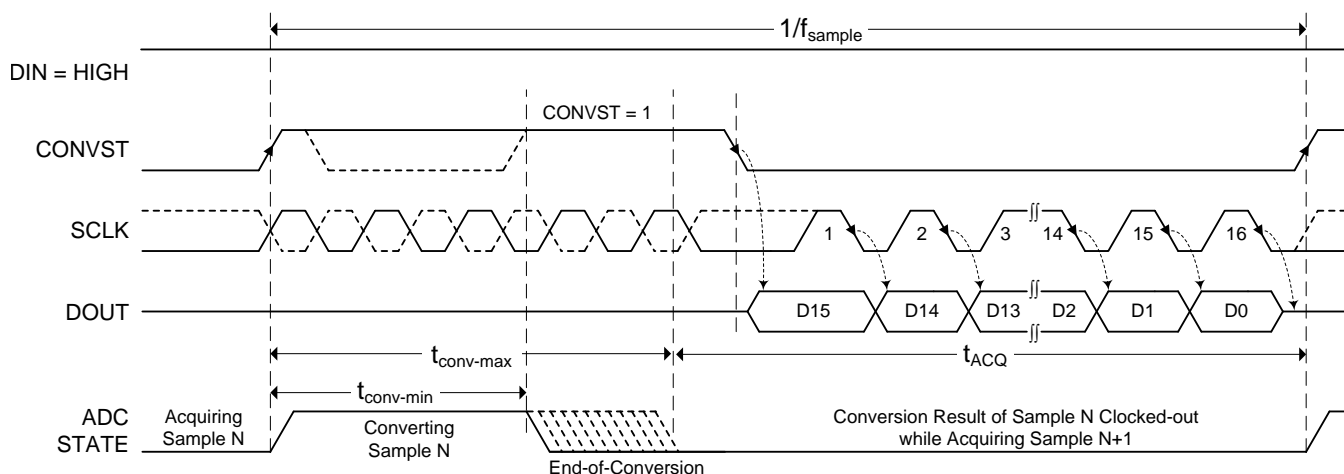 1/fsample
DIN = HIGH
CONVST = 1
CONVST
SCLK
1 2 3 14 15 16
DOUT
D15 D14 D13 D2 D1 D0
tconv-max
tACQ
tconv-min
ADC
STATE
Acquiring
Sample N
Converting
Sample N
End-of-Conversion
Conversion Result of Sample N Clocked-out
while Acquiring Sample N+1